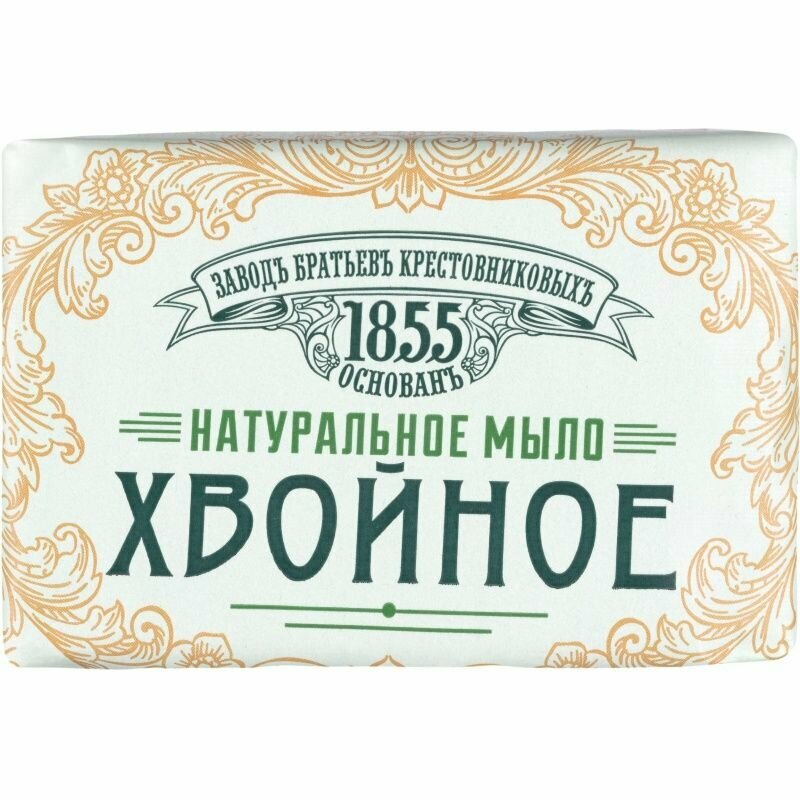 ЗАВОДЪ БРАТЬЕВЪ КРЕСТОВНИКОВЫХЪ
1855
ОСНОВАНЪ
НАТУРАЛЬНОЕ МЫЛО
ХВОЙНОЕ